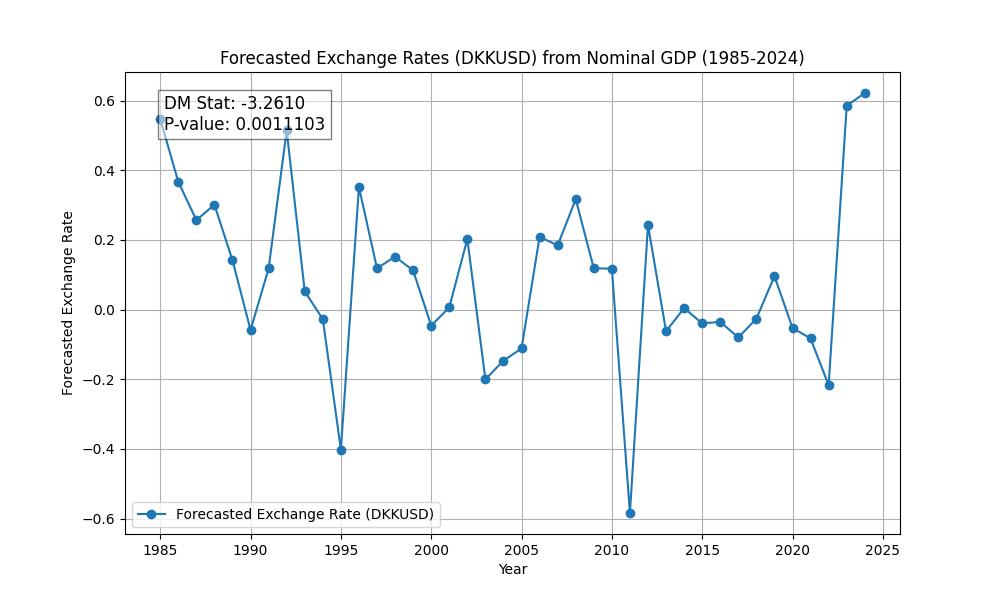 Forecasted Exchange Rates (DKKUSD) from Nominal GDP (1985-2024)
DM Stat: -3.2610
P-value: 0.0011103
Forecasted Exchange Rate
0.6
0.4
0.2
0.0
−0.2
−0.4
−0.6
Forecasted Exchange Rate (DKKUSD)
1985 1990 1995 2000 2005 2010 2015 2020 2025
Year